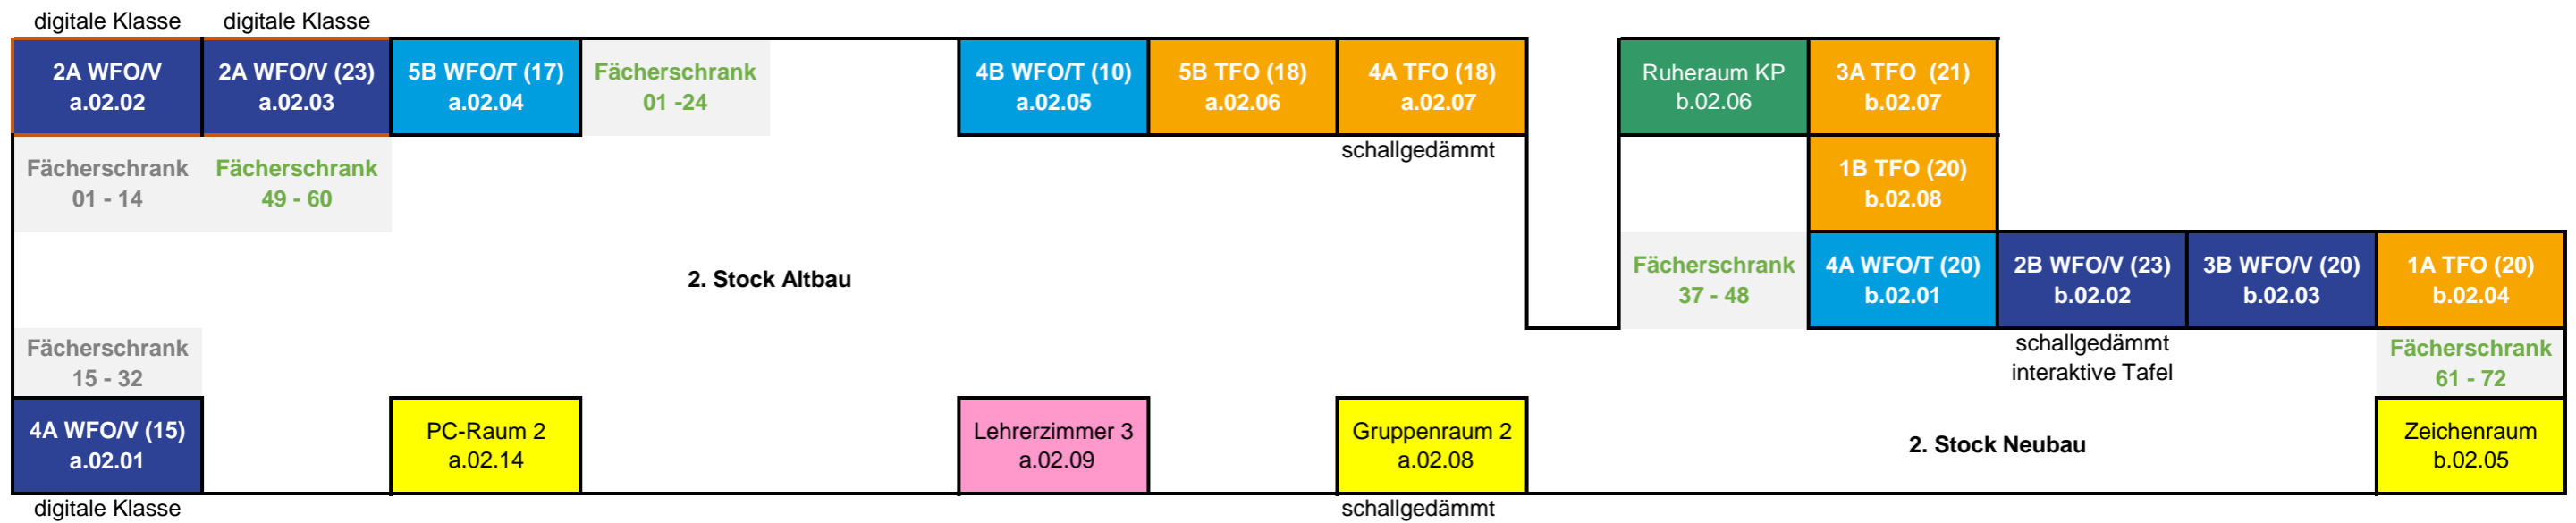 digitale Klasse
digitale Klasse
2A WFO/V
a.02.02
2A WFO/V (23)
a.02.03
5B WFO/T (17)
a.02.04
Fächerschrank
01 -24
4B WFO/T (10)
a.02.05
5B TFO (18)
a.02.06
4A TFO (18)
a.02.07
Ruheraum KP
b.02.06
3A TFO (21)
b.02.07
Fächerschrank
01 - 14
Fächerschrank
49 - 60
schallgedämmt
1B TFO (20)
b.02.08
2. Stock Altbau
Fächerschrank
37 - 48
4A WFO/T (20)
b.02.01
2B WFO/V (23)
b.02.02
3B WFO/V (20)
b.02.03
1A TFO (20)
b.02.04
Fächerschrank
15 - 32
schallgedämmt
interaktive Tafel
Fächerschrank
61 - 72
4A WFO/V (15)
a.02.01
PC-Raum 2
a.02.14
Lehrerzimmer 3
a.02.09
Gruppenraum 2
a.02.08
2. Stock Neubau
Zeichenraum
b.02.05
digitale Klasse
schallgedämmt